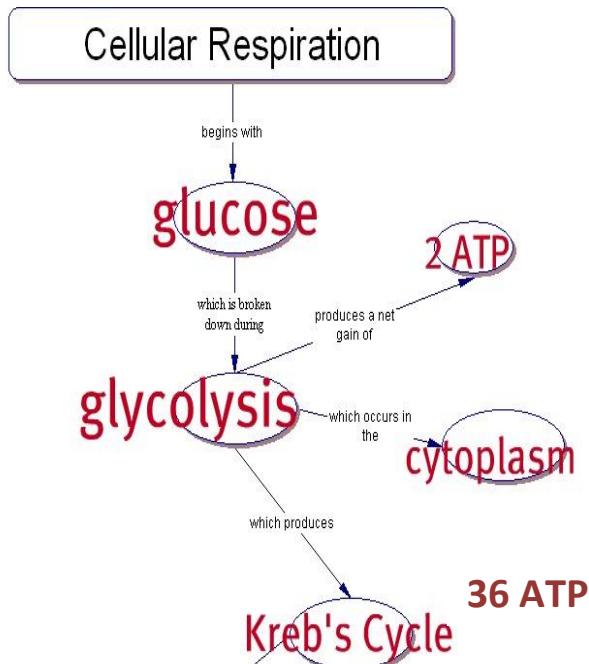 Cellular Respiration
begins with
glucose
2 ATP
which is broken
down during
produces a net
gain of
glycolysis
which occurs in
the
cytoplasm
which produces
36 ATP
Kreb's Cycle